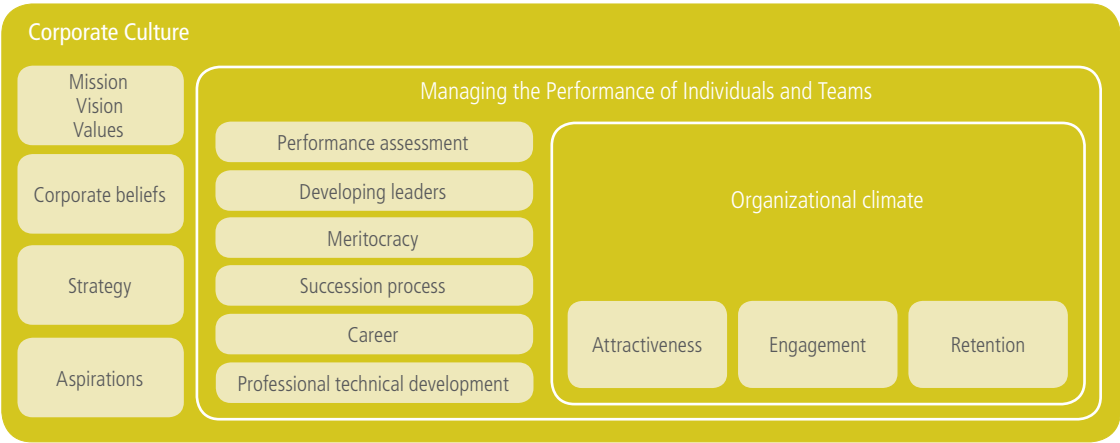 Corporate Culture
Mission
Vision
Values
Corporate beliefs
Strategy
Aspirations
Managing the Performance of Individuals and Teams
Performance assessment
Developing leaders
Meritocracy
Succession process
Career
Professional technical development
Organizational climate
Attractiveness
Engagement
Retention